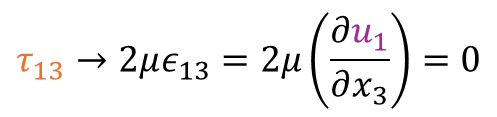 τ₁₃ → 2μϵ₁₃ = 2μ(∂u₁/∂x₃) = 0